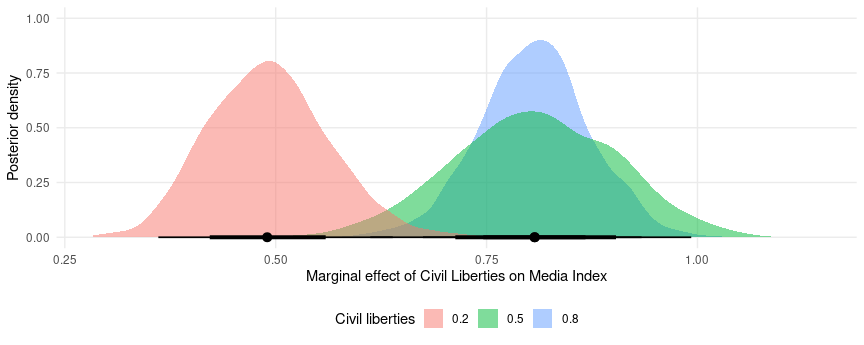 1.00
0.75
0.50
0.25
0.00
Posterior density
0.25 0.50 0.75 1.00
Marginal effect of Civil Liberties on Media Index
Civil liberties 0.2 0.5 0.8